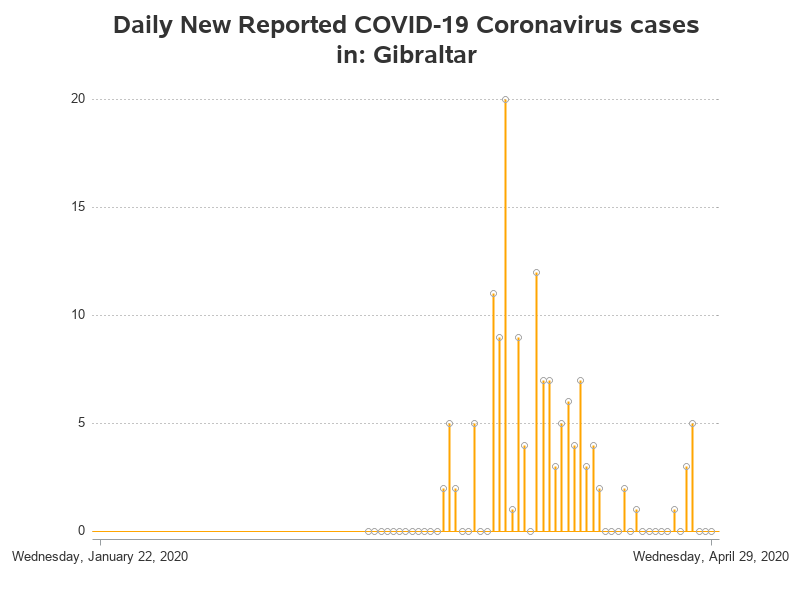 Daily New Reported COVID-19 Coronavirus cases
in: Gibraltar
20
15
10
5
0
Wednesday, January 22, 2020
Wednesday, April 29, 2020